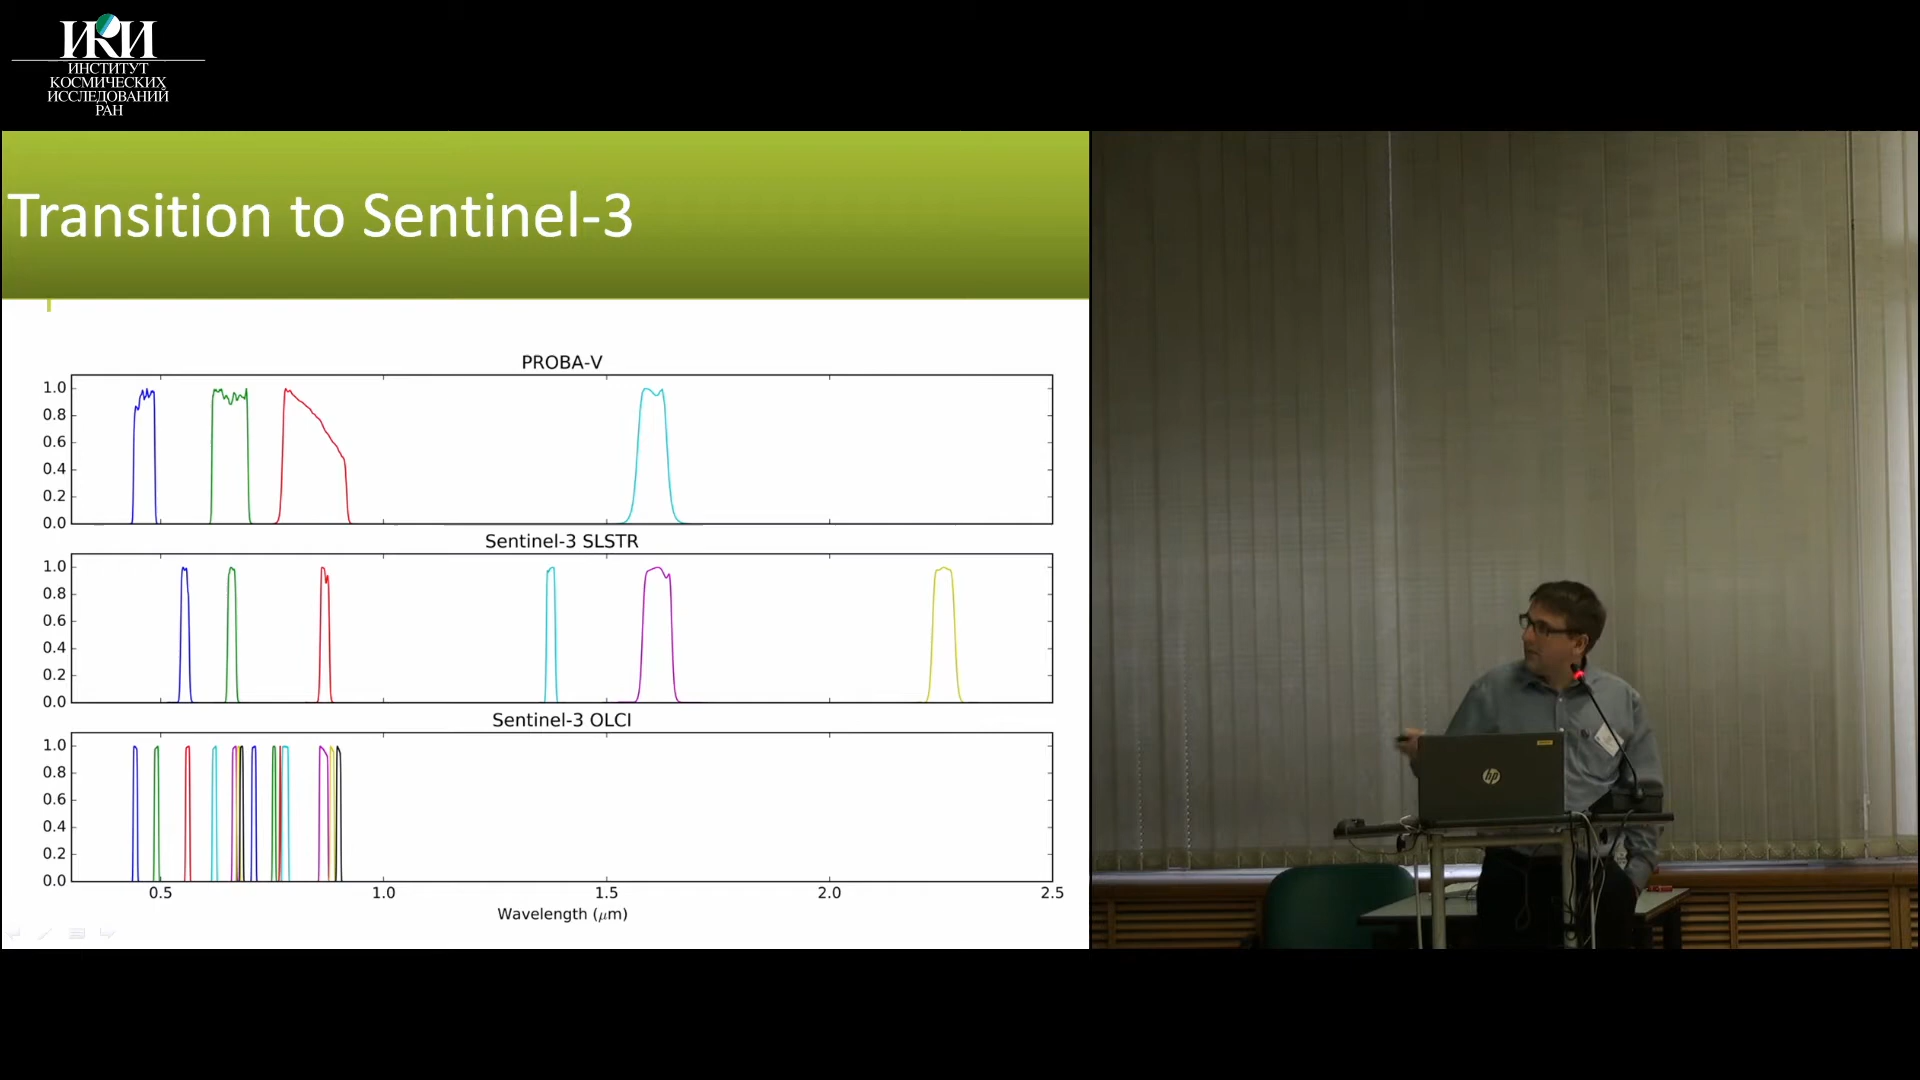 ИКИ
ИНСТИТУТ
КОСМИЧЕСКИХ
ИССЛЕДОВАНИЙ
РАН
Transition to Sentinel-3
PROBA-V
1.0
0.8
0.6
0.4
0.2
0.0
Sentinel-3 SLSTR
1.0
0.8
0.6
0.4
0.2
0.0
Sentinel-3 OLCI
1.0
0.8
0.6
0.4
0.2
0.0
0.5 1.0 1.5 2.0 2.5
Wavelength (μm)
hp